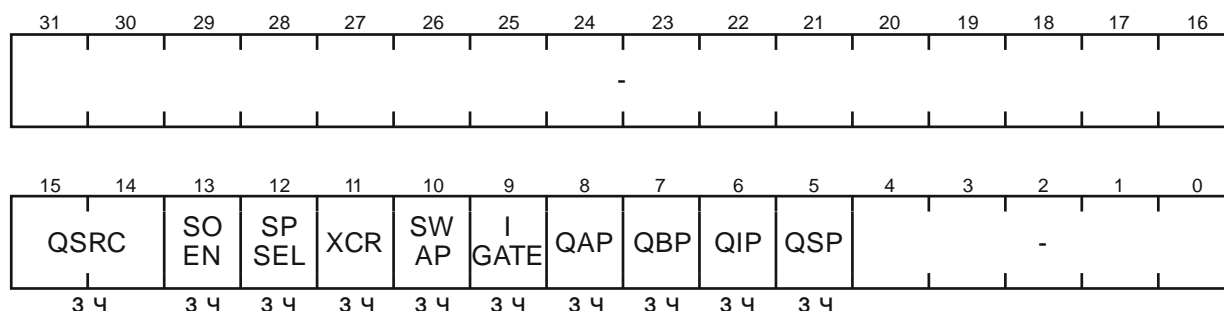 31 30 29 28 27 26 25 24 23 22 21 20 19 18 17 16
-
15 14 13 12 11 10 9 8 7 6 5 4 3 2 1 0
QSRC SO EN SP SEL XCR SW AP I GATE QAP QBP QIP QSP -
з ч з ч з ч з ч з ч з ч з ч з ч з ч з ч